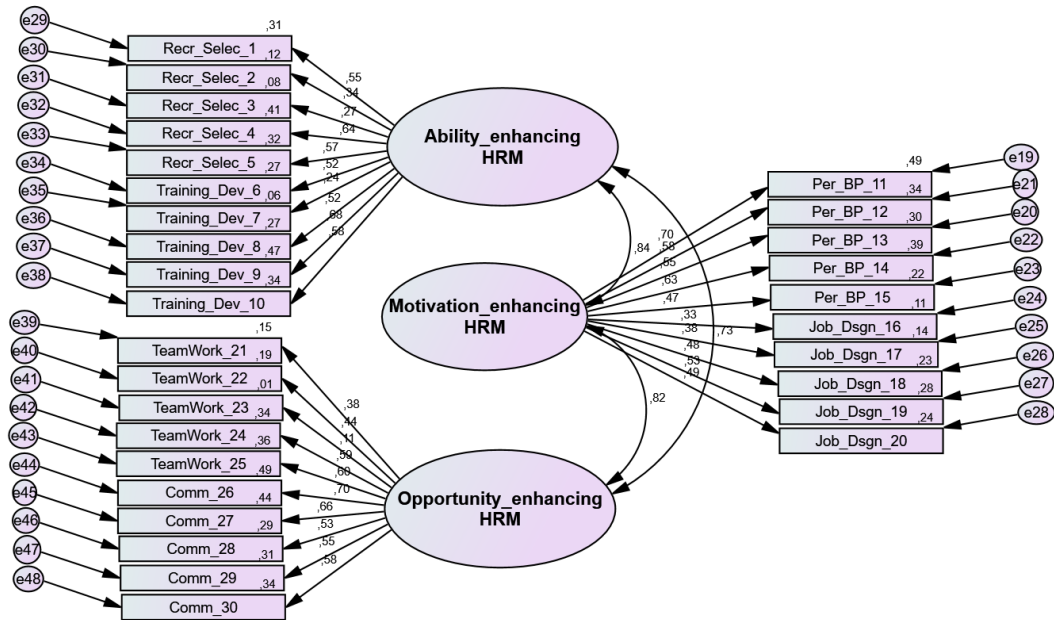 e29
,31
Recr_Selec_1
e30
,12
Recr_Selec_2
e31
,08
Recr_Selec_3
e32
,41
Recr_Selec_4
e33
,32
Recr_Selec_5
e34
,27
Training_Dev_6
e35
,06
Training_Dev_7
e36
,27
Training_Dev_8
e37
,47
Training_Dev_9
e38
,34
Training_Dev_10
,55
,34
,27
,64
,57
,52
,24
,52
,68
,58
Ability_enhancing
HRM
e39
,15
TeamWork_21
e40
,19
TeamWork_22
e41
,01
TeamWork_23
e42
,34
TeamWork_24
e43
,36
TeamWork_25
e44
,49
Comm_26
e45
,44
Comm_27
e46
,29
Comm_28
e47
,31
Comm_29
e48
,34
Comm_30
,38
,44
,11
,59
,60
,70
,66
,53
,55
,58
Opportunity_enhancing
HRM
Motivation_enhancing
HRM
,84
,73
,82
,70
,58
,55
,63
,47
,33
,38
,48
,53
,49
,49
e19
Per_BP_11
,34
e21
Per_BP_12
,30
e20
Per_BP_13
,39
e22
Per_BP_14
,22
e23
Per_BP_15
,11
e24
Job_Dsgn_16
,14
e25
Job_Dsgn_17
,23
e26
Job_Dsgn_18
,28
e27
Job_Dsgn_19
,24
e28
Job_Dsgn_20